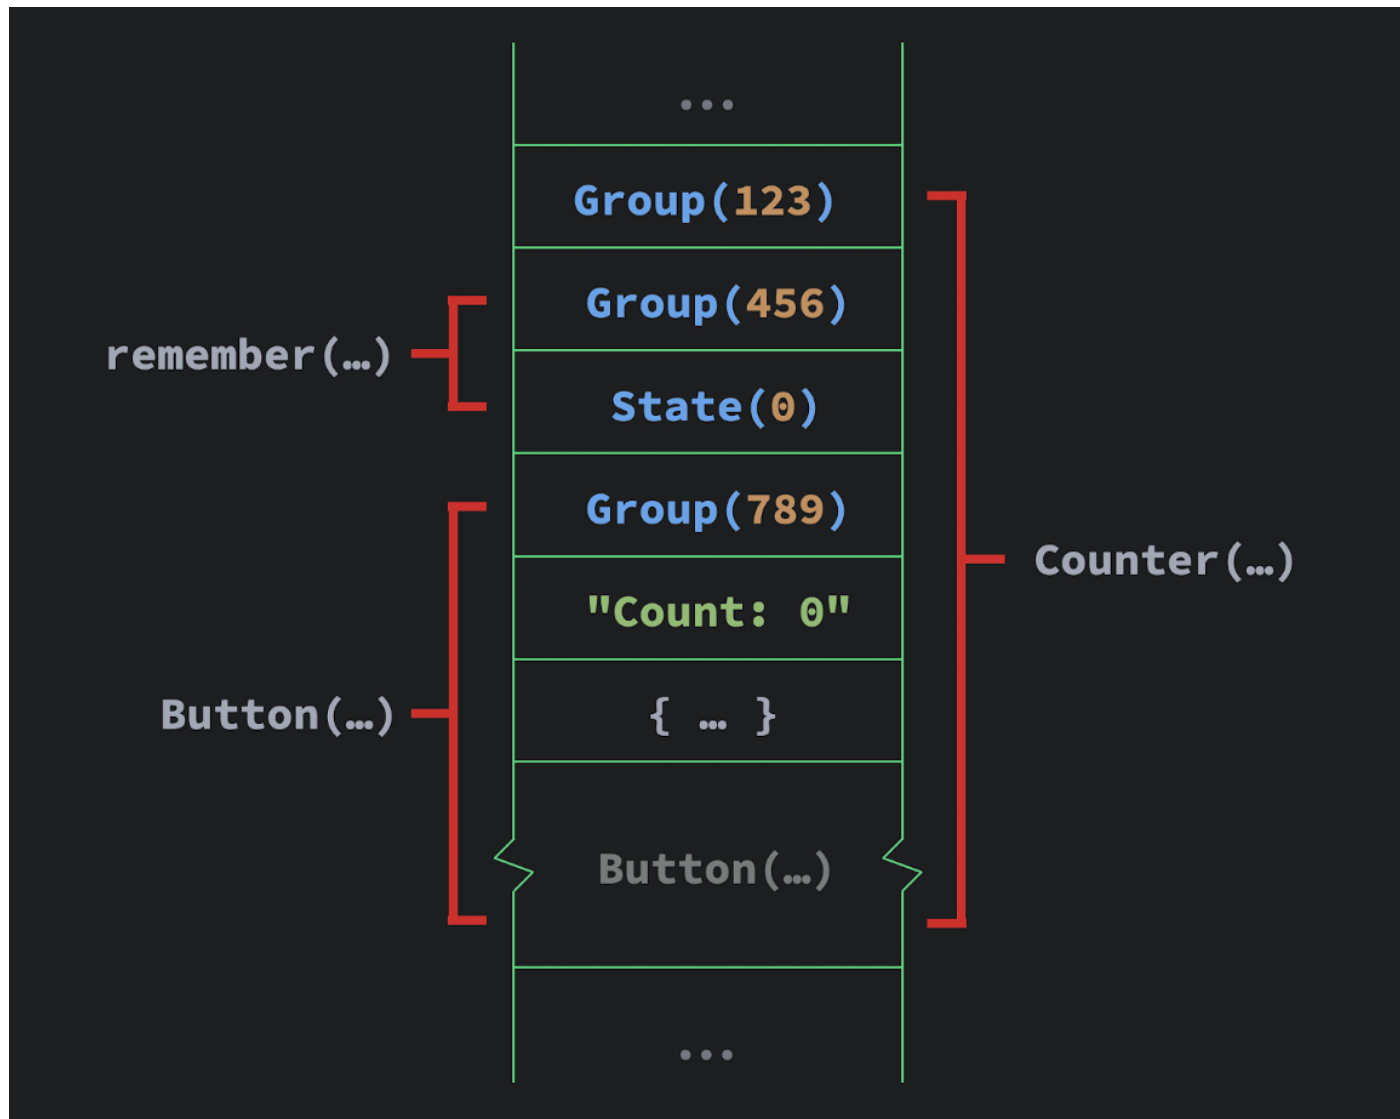 ...
Group(123)
Group(456)
remember(…)
State(0)
Group(789)
Counter(…)
"Count: 0"
Button(…)
{ … }
Button(…)
...